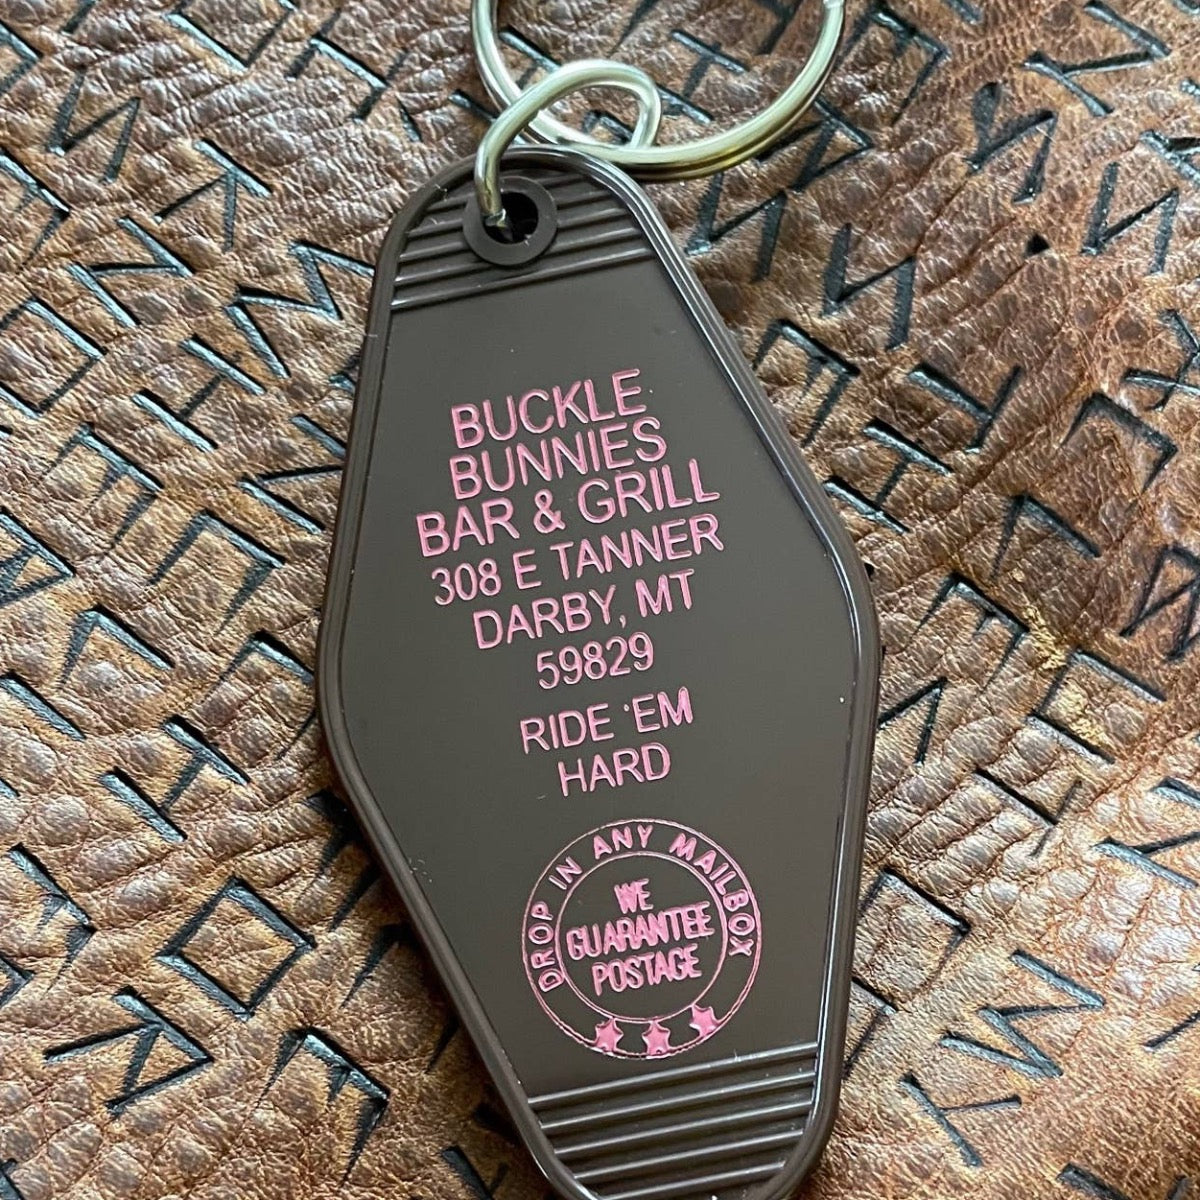 BUCKLE
BUNNIES
BAR & GRILL
308 E TANNER
DARBY, MT
59829
RIDE 'EM
HARD
DROP IN ANY MAILBOX
WE
GUARANTEE
POSTAGE